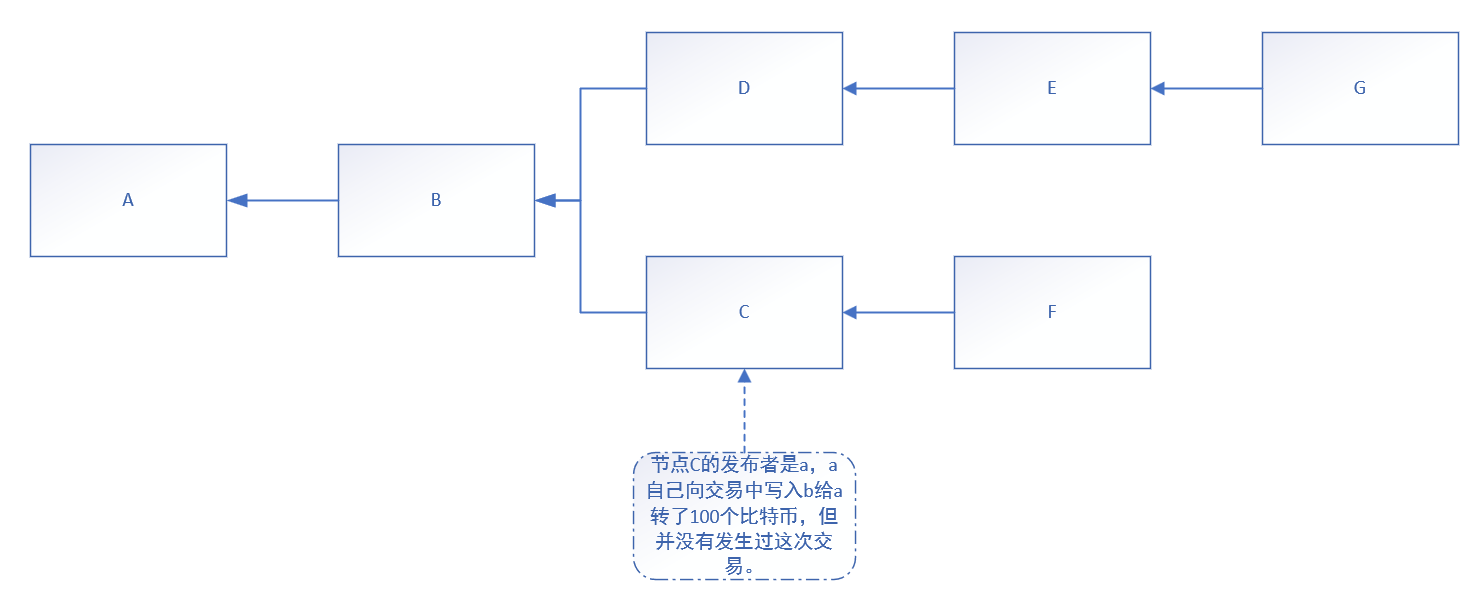 D
E
G
A
B
C
F
节点C的发布者是a，a
自己向交易中写入b给a
转了100个比特币，但
并没有发生过这次交
易。